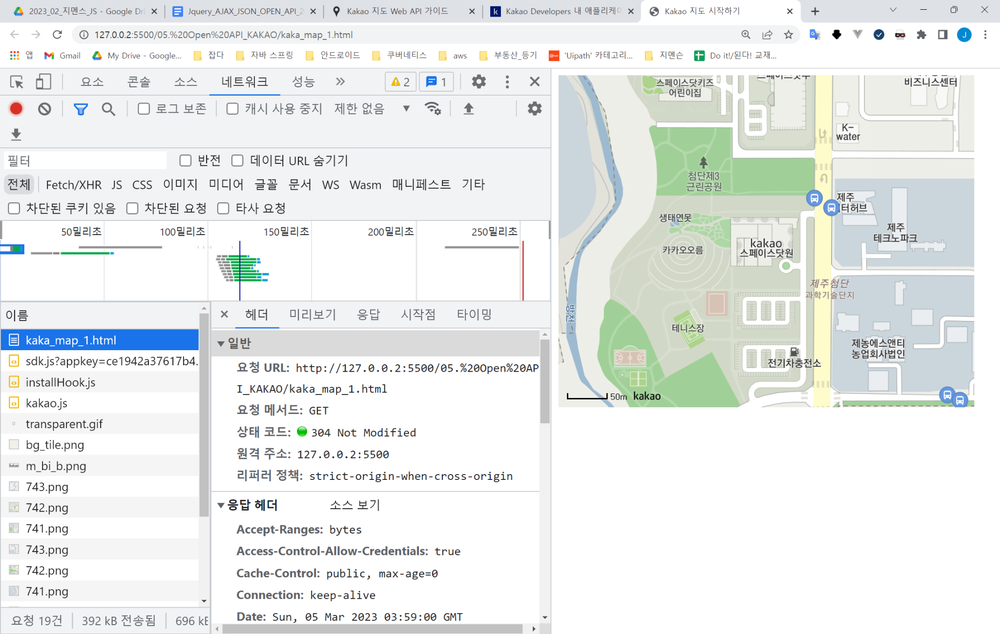 2023_02_지멘스_JS - Google Dri
Jquery_AJAX_JSON_OPEN_API_2
Kakao 지도 Web API 가이드
Kakao Developers 내 애플리케이
Kakao 지도 시작하기
127.0.0.2:5500/05.%20Open%20API_KAKAO/kaka_map_1.html
J
앱
Gmail
My Drive - Google...
잡다
자바 스프링
안드로이드
쿠버네티스
aws
부동산_등기
'Uipath' 카테고리...
지멘슨
Do it!/된다! 교재...
요소
콘솔
소스
네트워크
성능
2
1
로그 보존
캐시 사용 중지
제한 없음
필터
반전
데이터 URL 숨기기
전체
Fetch/XHR
JS
CSS
이미지
미디어
글꼴
문서
WS
Wasm
매니페스트
기타
차단된 쿠키 있음
차단된 요청
타사 요청
50밀리초
100밀리초
150밀리초
200밀리초
250밀리초
이름
kaka_map_1.html
sdk.js?appkey=ce1942a37617b4.
installHook.js
kakao.js
transparent.gif
bg_tile.png
m_bi_b.png
743.png
742.png
741.png
743.png
742.png
741.png
요청 19건
392 kB 전송됨
696 kE
헤더
미리보기
응답
시작점
타이밍
일반
요청 URL: http://127.0.0.2:5500/05.%20Open%20AP
I_KAKAO/kaka_map_1.html
요청 메서드: GET
상태 코드: 304 Not Modified
원격 주소: 127.0.0.2:5500
리퍼러 정책: strict-origin-when-cross-origin
응답 헤더
소스 보기
Accept-Ranges: bytes
Access-Control-Allow-Credentials: true
Cache-Control: public, max-age=0
Connection: keep-alive
Date: Sun, 05 Mar 2023 03:59:00 GMT
스페이스닷키즈
어린이집
비즈니스센터
K-
water
첨단제3
근린공원
제주
터허브
생태연못
제주
테크노파크
kakao
스페이스닷원
카카오오름
제주첨단
과학기술단지
방천
테니스장
제농에스앤티
농업회사법인
전기차충전소
50m
kakao